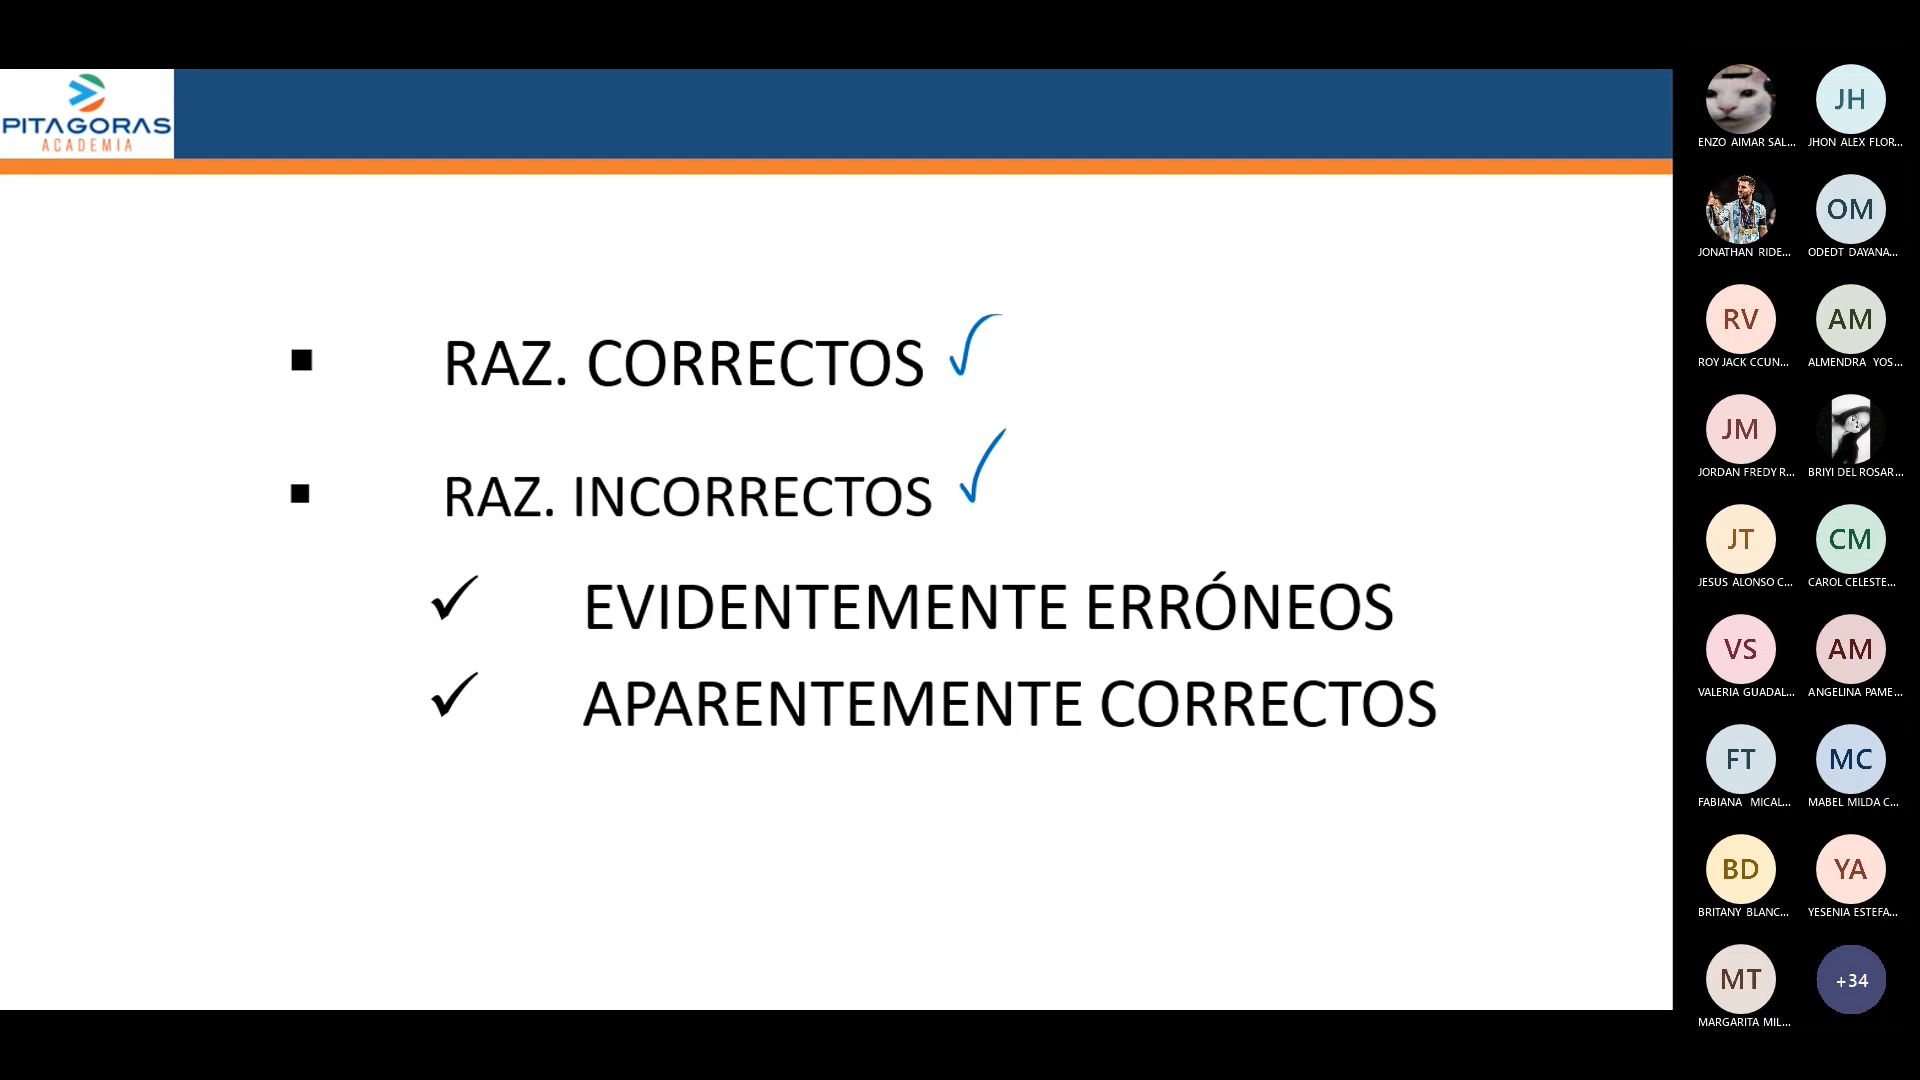 PITAGORAS
ACADEMIA
RAZ. CORRECTOS
RAZ. INCORRECTOS
EVIDENTEMENTE ERRÓNEOS
APARENTEMENTE CORRECTOS
ENZO AIMAR SAL...
JH
JHON ALEX FLOR...
JONATHAN RIDE...
OM
ODEDT DAYANA...
RV
ROY JACK CCUN...
AM
ALMENDRA YOS...
JM
JORDAN FREDY R...
BRIYI DEL ROSAR...
JT
JESUS ALONSO C...
CM
CAROL CELESTE...
VS
VALERIA GUADAL...
AM
ANGELINA PAME...
FT
FABIANA MICAL...
MC
MABEL MILDA C...
BD
BRITANY BLANC...
YA
YESENIA ESTEFA...
MT
MARGARITA MIL...
+34